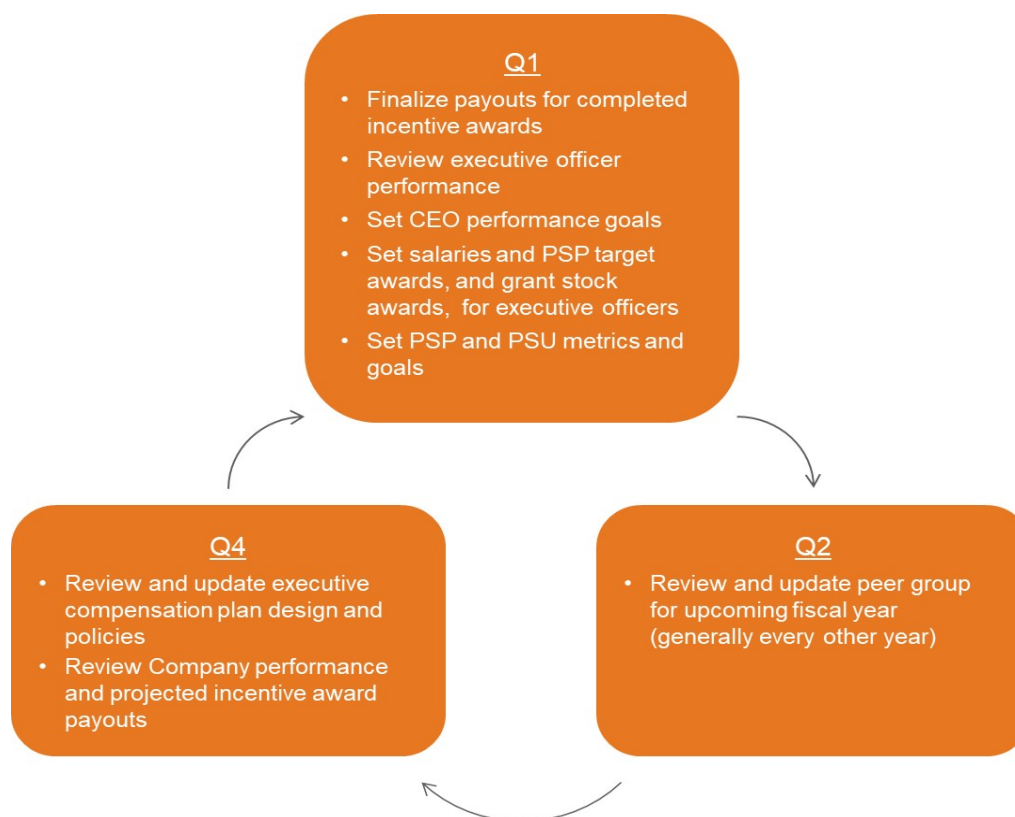 Q1
• Finalize payouts for completed
incentive awards
• Review executive officer
performance
• Set CEO performance goals
• Set salaries and PSP target
awards, and grant stock
awards, for executive officers
• Set PSP and PSU metrics and
goals
Q4
• Review and update executive
compensation plan design and
policies
• Review Company performance
and projected incentive award
payouts
Q2
• Review and update peer group
for upcoming fiscal year
(generally every other year)